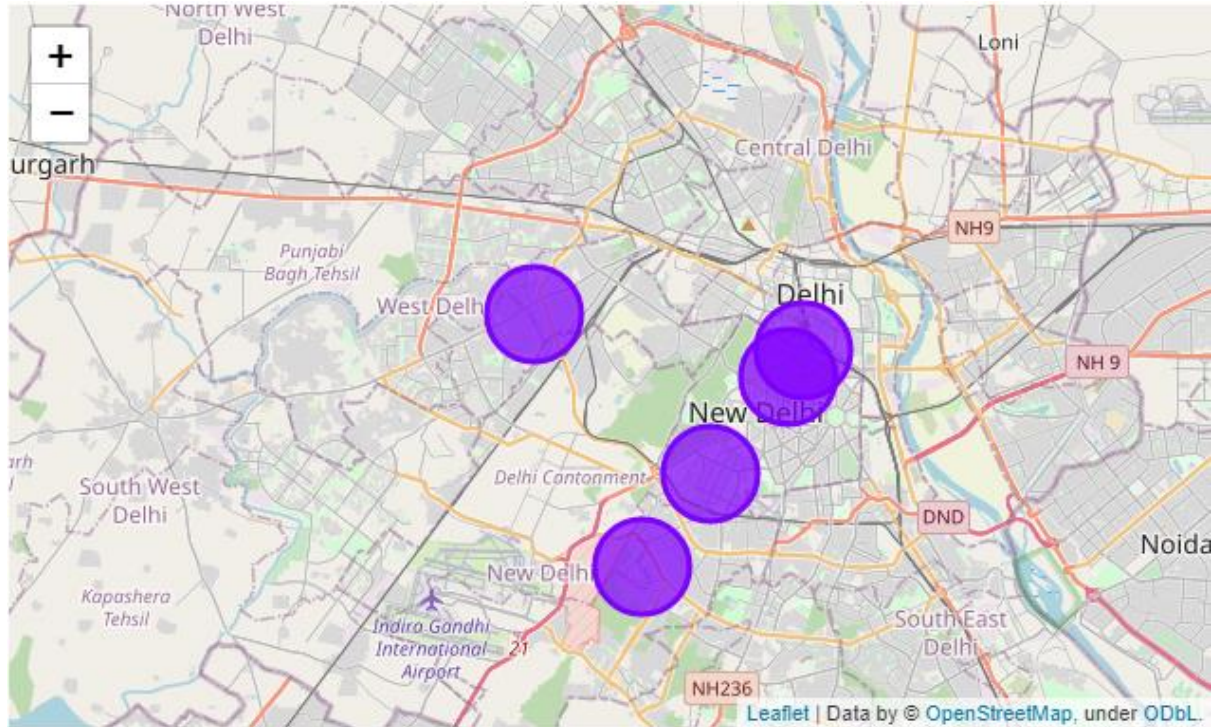 North West
Delhi
+
−
Loni
Central Delhi
urgarh
NH9
Punjabi
Bagh Tehsil
West Delh
Delhi
NH 9
New Delhi
arh
Delhi Cantonment
South West
Delhi
DND
Noida
New Delhi
Kapashera
Tehsil
Indira Gandhi
International
Airport
21
South East
Delhi
NH236
Leaflet | Data by © OpenStreetMap, under ODbL.